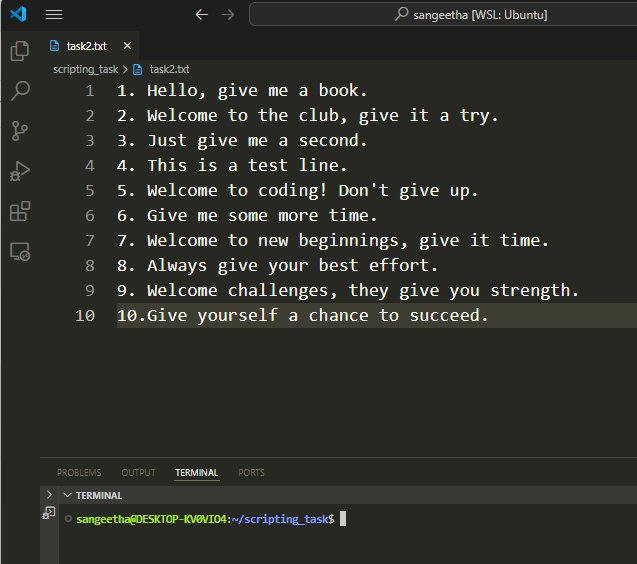 sangeetha [WSL: Ubuntu]
task2.txt
scripting_task > task2.txt
1 1. Hello, give me a book.
2 2. Welcome to the club, give it a try.
3 3. Just give me a second.
4 4. This is a test line.
5 5. Welcome to coding! Don't give up.
6 6. Give me some more time.
7 7. Welcome to new beginnings, give it time.
8 8. Always give your best effort.
9 9. Welcome challenges, they give you strength.
10 10.Give yourself a chance to succeed.
PROBLEMS OUTPUT TERMINAL PORTS
TERMINAL
sangeetha@DESKTOP-KV0VIO4:~/scripting_task$